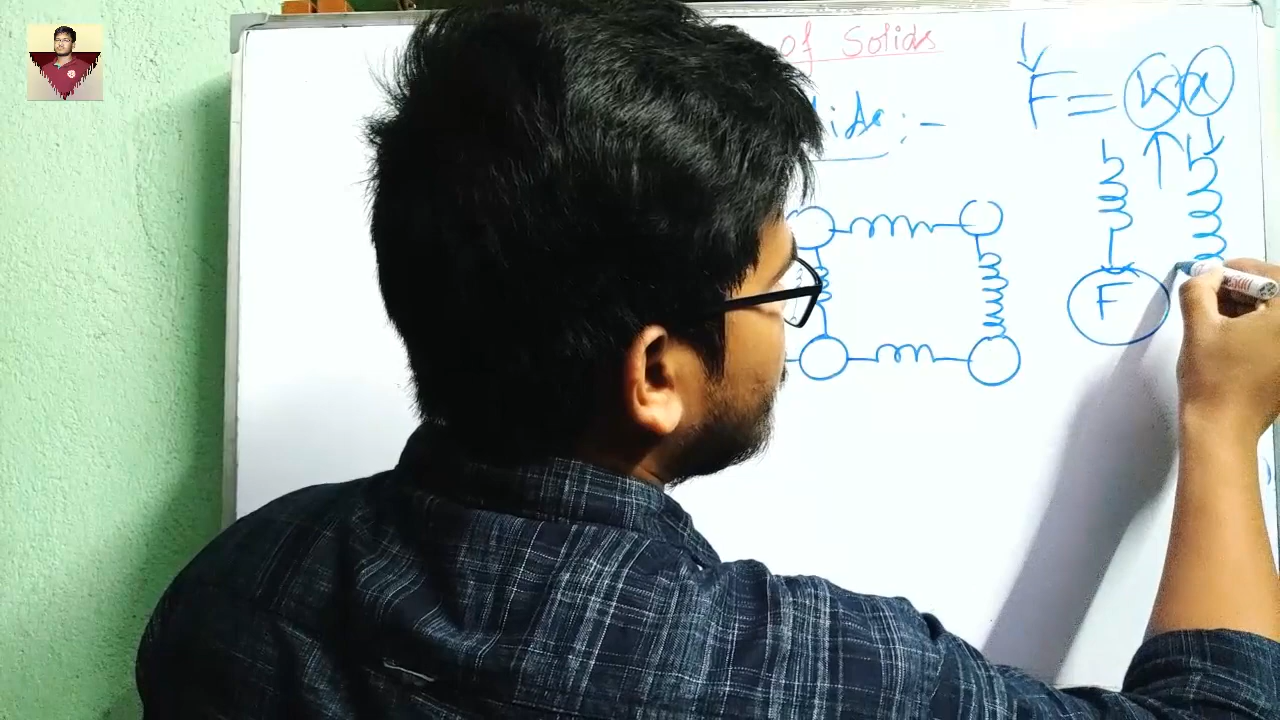 of Solids
F = kx
F